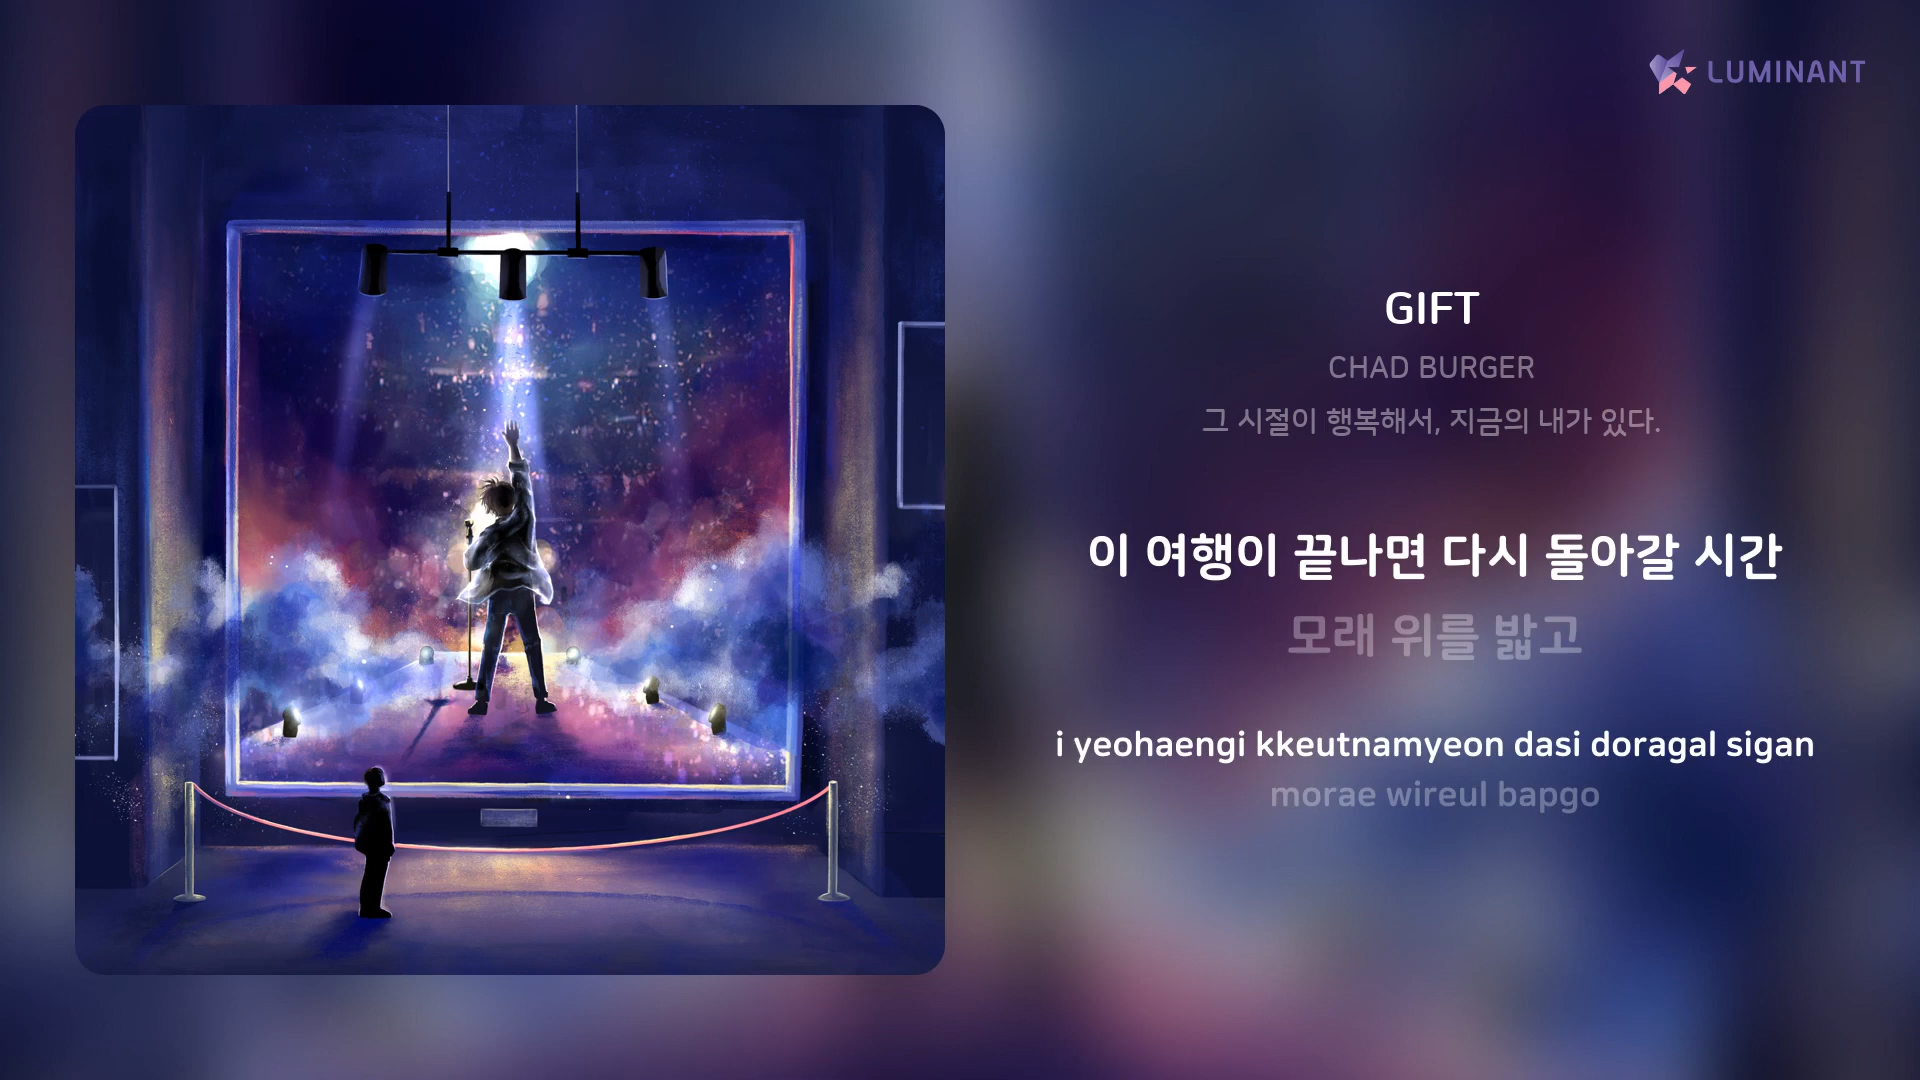 LUMINANT
GIFT
CHAD BURGER
그 시절이 행복해서, 지금의 내가 있다.
이 여행이 끝나면 다시 돌아갈 시간
모래 위를 밟고
i yeohaengi kkeutnamyeon dasi doragal sigan
morae wireul bapgo